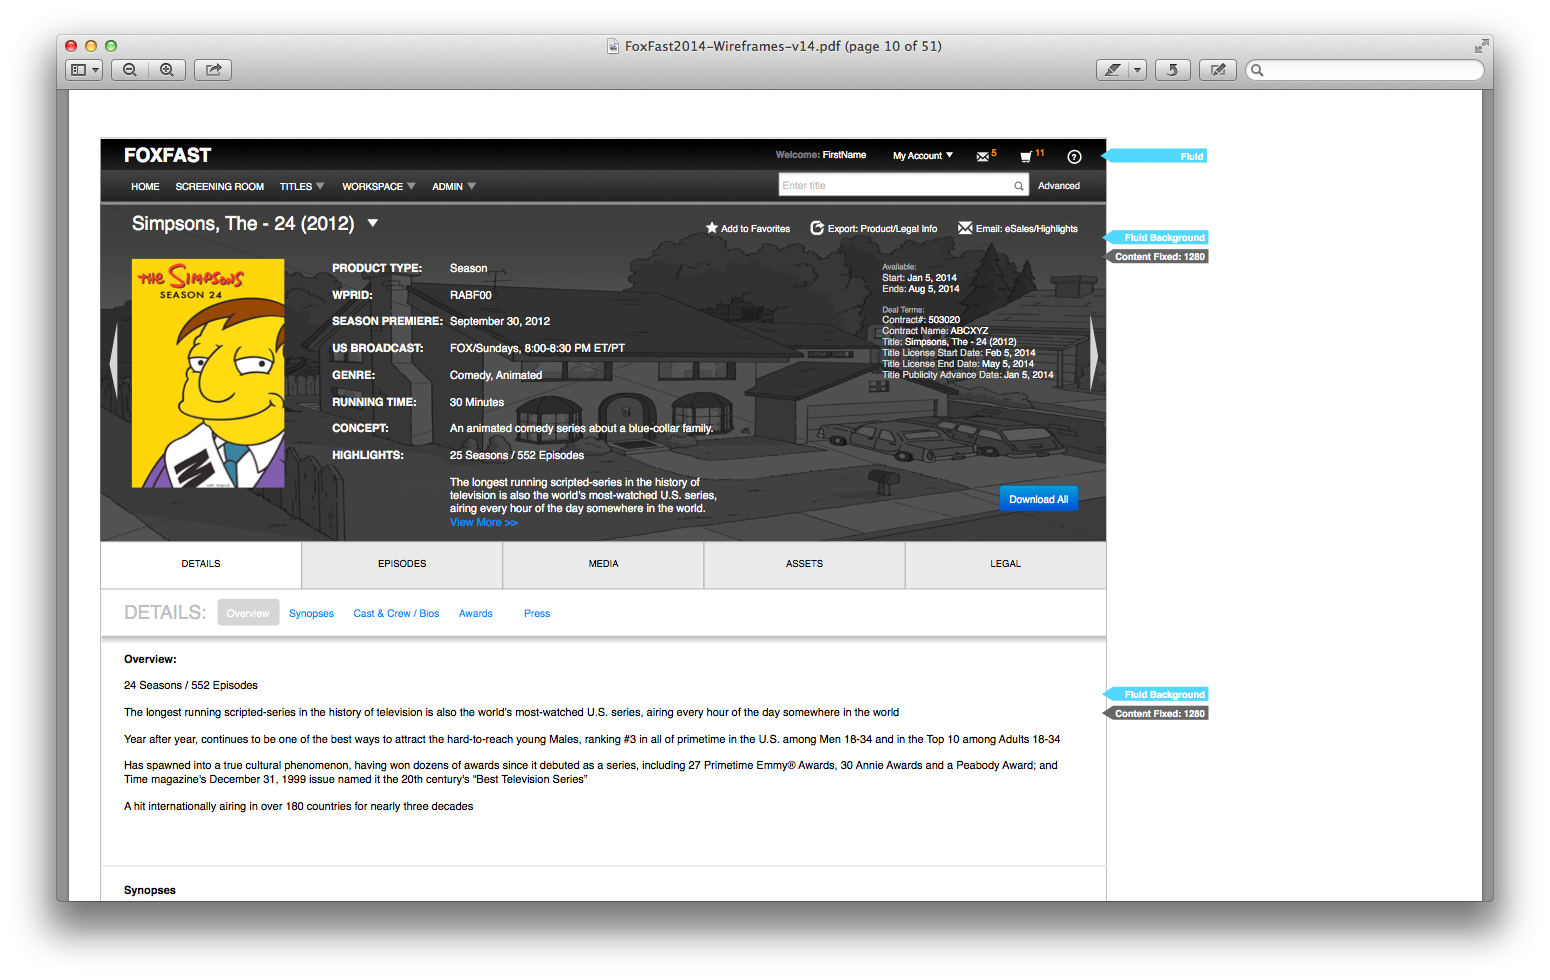 FoxFast2014-Wireframes-v14.pdf (page 10 of 51)
FOXFAST
Welcome: FirstName My Account 5 11 ?
Fluid
HOME SCREENING ROOM TITLES WORKSPACE ADMIN
Enter title
Advanced
Simpsons, The - 24 (2012)
Add to Favorites Export: Product/Legal Info Email: eSales/Highlights
Fluid Background
Content Fixed: 1280
THE SIMPSONS
SEASON 24
PRODUCT TYPE: Season
WPRID: RABF00
SEASON PREMIERE: September 30, 2012
US BROADCAST: FOX/Sundays, 8:00-8:30 PM ET/PT
GENRE: Comedy, Animated
RUNNING TIME: 30 Minutes
CONCEPT: An animated comedy series about a blue-collar family.
HIGHLIGHTS: 25 Seasons / 552 Episodes
The longest running scripted-series in the history of
television is also the world's most-watched U.S. series,
airing every hour of the day somewhere in the world.
View More >>
Available:
Start: Jan 5, 2014
Ends: Aug 5, 2014
Deal Terms:
Contract#: 503020
Contract Name: ABCXYZ
Title: Simpsons, The - 24 (2012)
Title License Start Date: Feb 5, 2014
Title License End Date: May 5, 2014
Title Publicity Advance Date: Jan 5, 2014
Download All
DETAILS EPISODES MEDIA ASSETS LEGAL
DETAILS: Overview Synopses Cast & Crew / Bios Awards Press
Overview:
24 Seasons / 552 Episodes
Fluid Background
The longest running scripted-series in the history of television is also the world's most-watched U.S. series, airing every hour of the day somewhere in the world
Content Fixed: 1280
Year after year, continues to be one of the best ways to attract the hard-to-reach young Males, ranking #3 in all of primetime in the U.S. among Men 18-34 and in the Top 10 among Adults 18-34
Has spawned into a true cultural phenomenon, having won dozens of awards since it debuted as a series, including 27 Primetime Emmy® Awards, 30 Annie Awards and a Peabody Award; and
Time magazine's December 31, 1999 issue named it the 20th century's "Best Television Series"
A hit internationally airing in over 180 countries for nearly three decades
Synopses